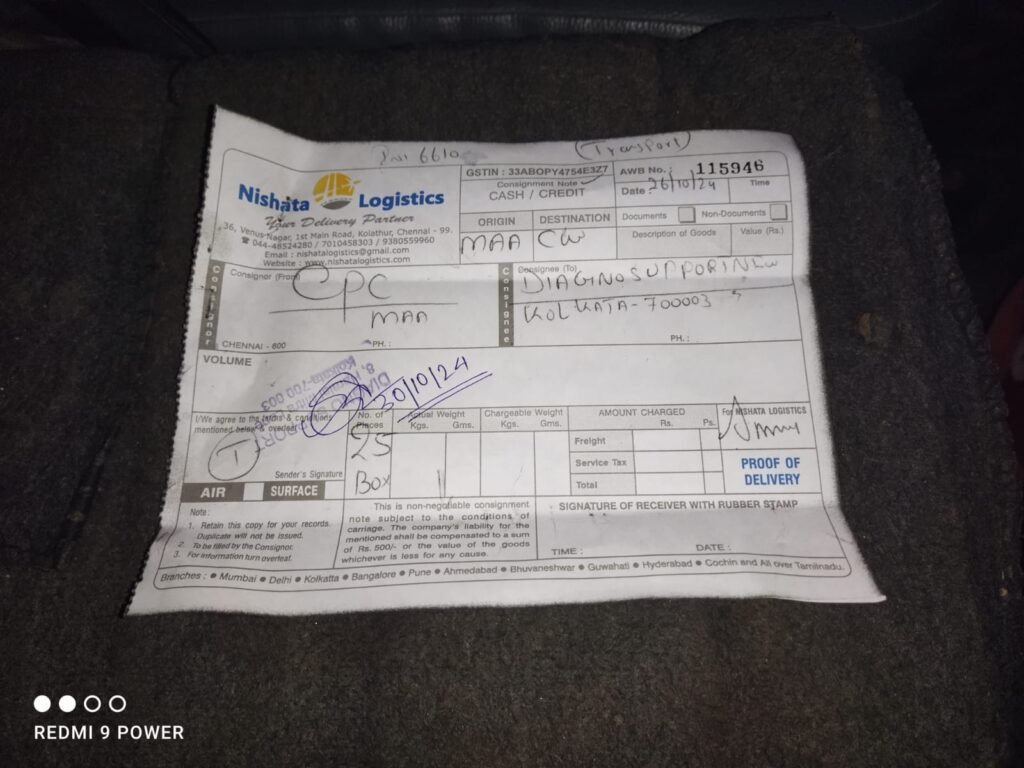 6610
(Transport)
Nishata Logistics
Your Delivery Partner
36, Venus Nagar, 1st Main Road, Kolathur, Chennai - 99.
☎ 044-48524280 / 7010458303 / 9380559960
Email : nishatalogistics@gmail.com
Website : www.nishatalogistics.com
GSTIN : 33ABOPY4754E3Z7
Consignment Note
CASH / CREDIT
AWB No.: 115946
Date : 26/10/24 Time
ORIGIN DESTINATION
MAA
Documents Non-Documents
Description of Goods Value (Rs.)
Consignor
Consignor (From)
CPC
MAA
CHENNAI - 600 PH. :
Consignee
Consignee (To)
DIAGINOSUPPORT
KOLKATA-700003
PH. :
VOLUME
Kolkata-700 003
30/10/24
I/We agree to the terms & conditions
mentioned below & overleaf.
T
Sender's Signature
AIR SURFACE
No. of
Pieces
25
Box
Actual Weight
Kgs. Gms.
Chargeable Weight
Kgs. Gms.
AMOUNT CHARGED
Rs. Ps.
Freight
Service Tax
Total
For NISHATA LOGISTICS
PROOF OF
DELIVERY
Note:
1. Retain this copy for your records.
Duplicate will not be issued.
2. To be filled by the Consignor.
3. For information turn overleaf.
This is non-negotiable consignment
note subject to the conditions of
carriage. The company's liability for the
mentioned shall be compensated to a sum
of Rs. 500/- or the value of the goods
whichever is less for any cause.
SIGNATURE OF RECEIVER WITH RUBBER STAMP
TIME : DATE :
Branches : ● Mumbai ● Delhi ● Kolkatta ● Bangalore ● Pune ● Ahmedabad ● Bhuvaneshwar ● Guwahati ● Hyderabad ● Cochin and All over Tamilnadu.
REDMI 9 POWER